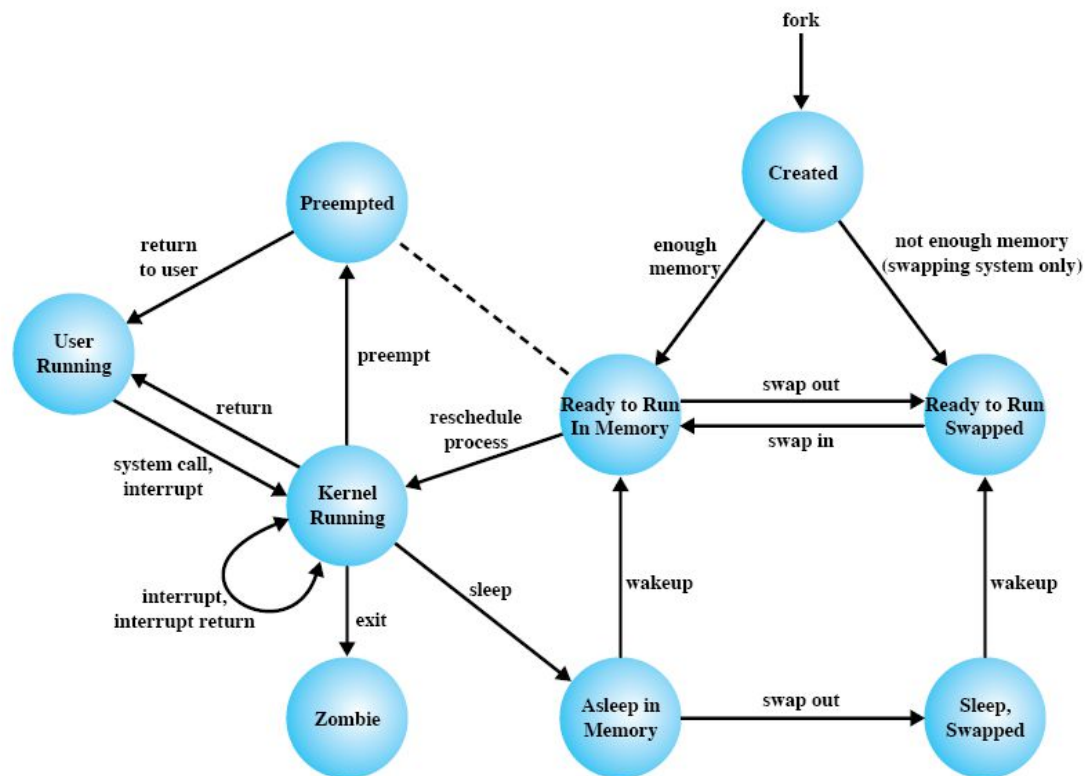 fork
Created
Preempted
return
to user
enough
memory
not enough memory
(swapping system only)
User
Running
preempt
return
reschedule
process
Ready to Run
In Memory
swap out
swap in
Ready to Run
Swapped
system call,
interrupt
Kernel
Running
interrupt,
interrupt return
sleep
wakeup
wakeup
exit
Zombie
Asleep in
Memory
swap out
Sleep,
Swapped